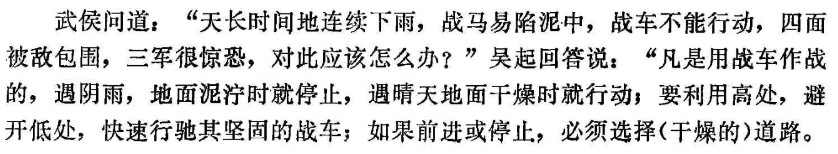 武侯问道：“天长时间地连续下雨，战马易陷泥中，战车不能行动，四面
被敌包围，三军很惊恐，对此应该怎么办？”吴起回答说：“凡是用战车作战
的，遇阴雨，地面泥泞时就停止，遇晴天地面干燥时就行动；要利用高处，避
开低处，快速行驰其坚固的战车；如果前进或停止，必须选择（干燥的）道路。